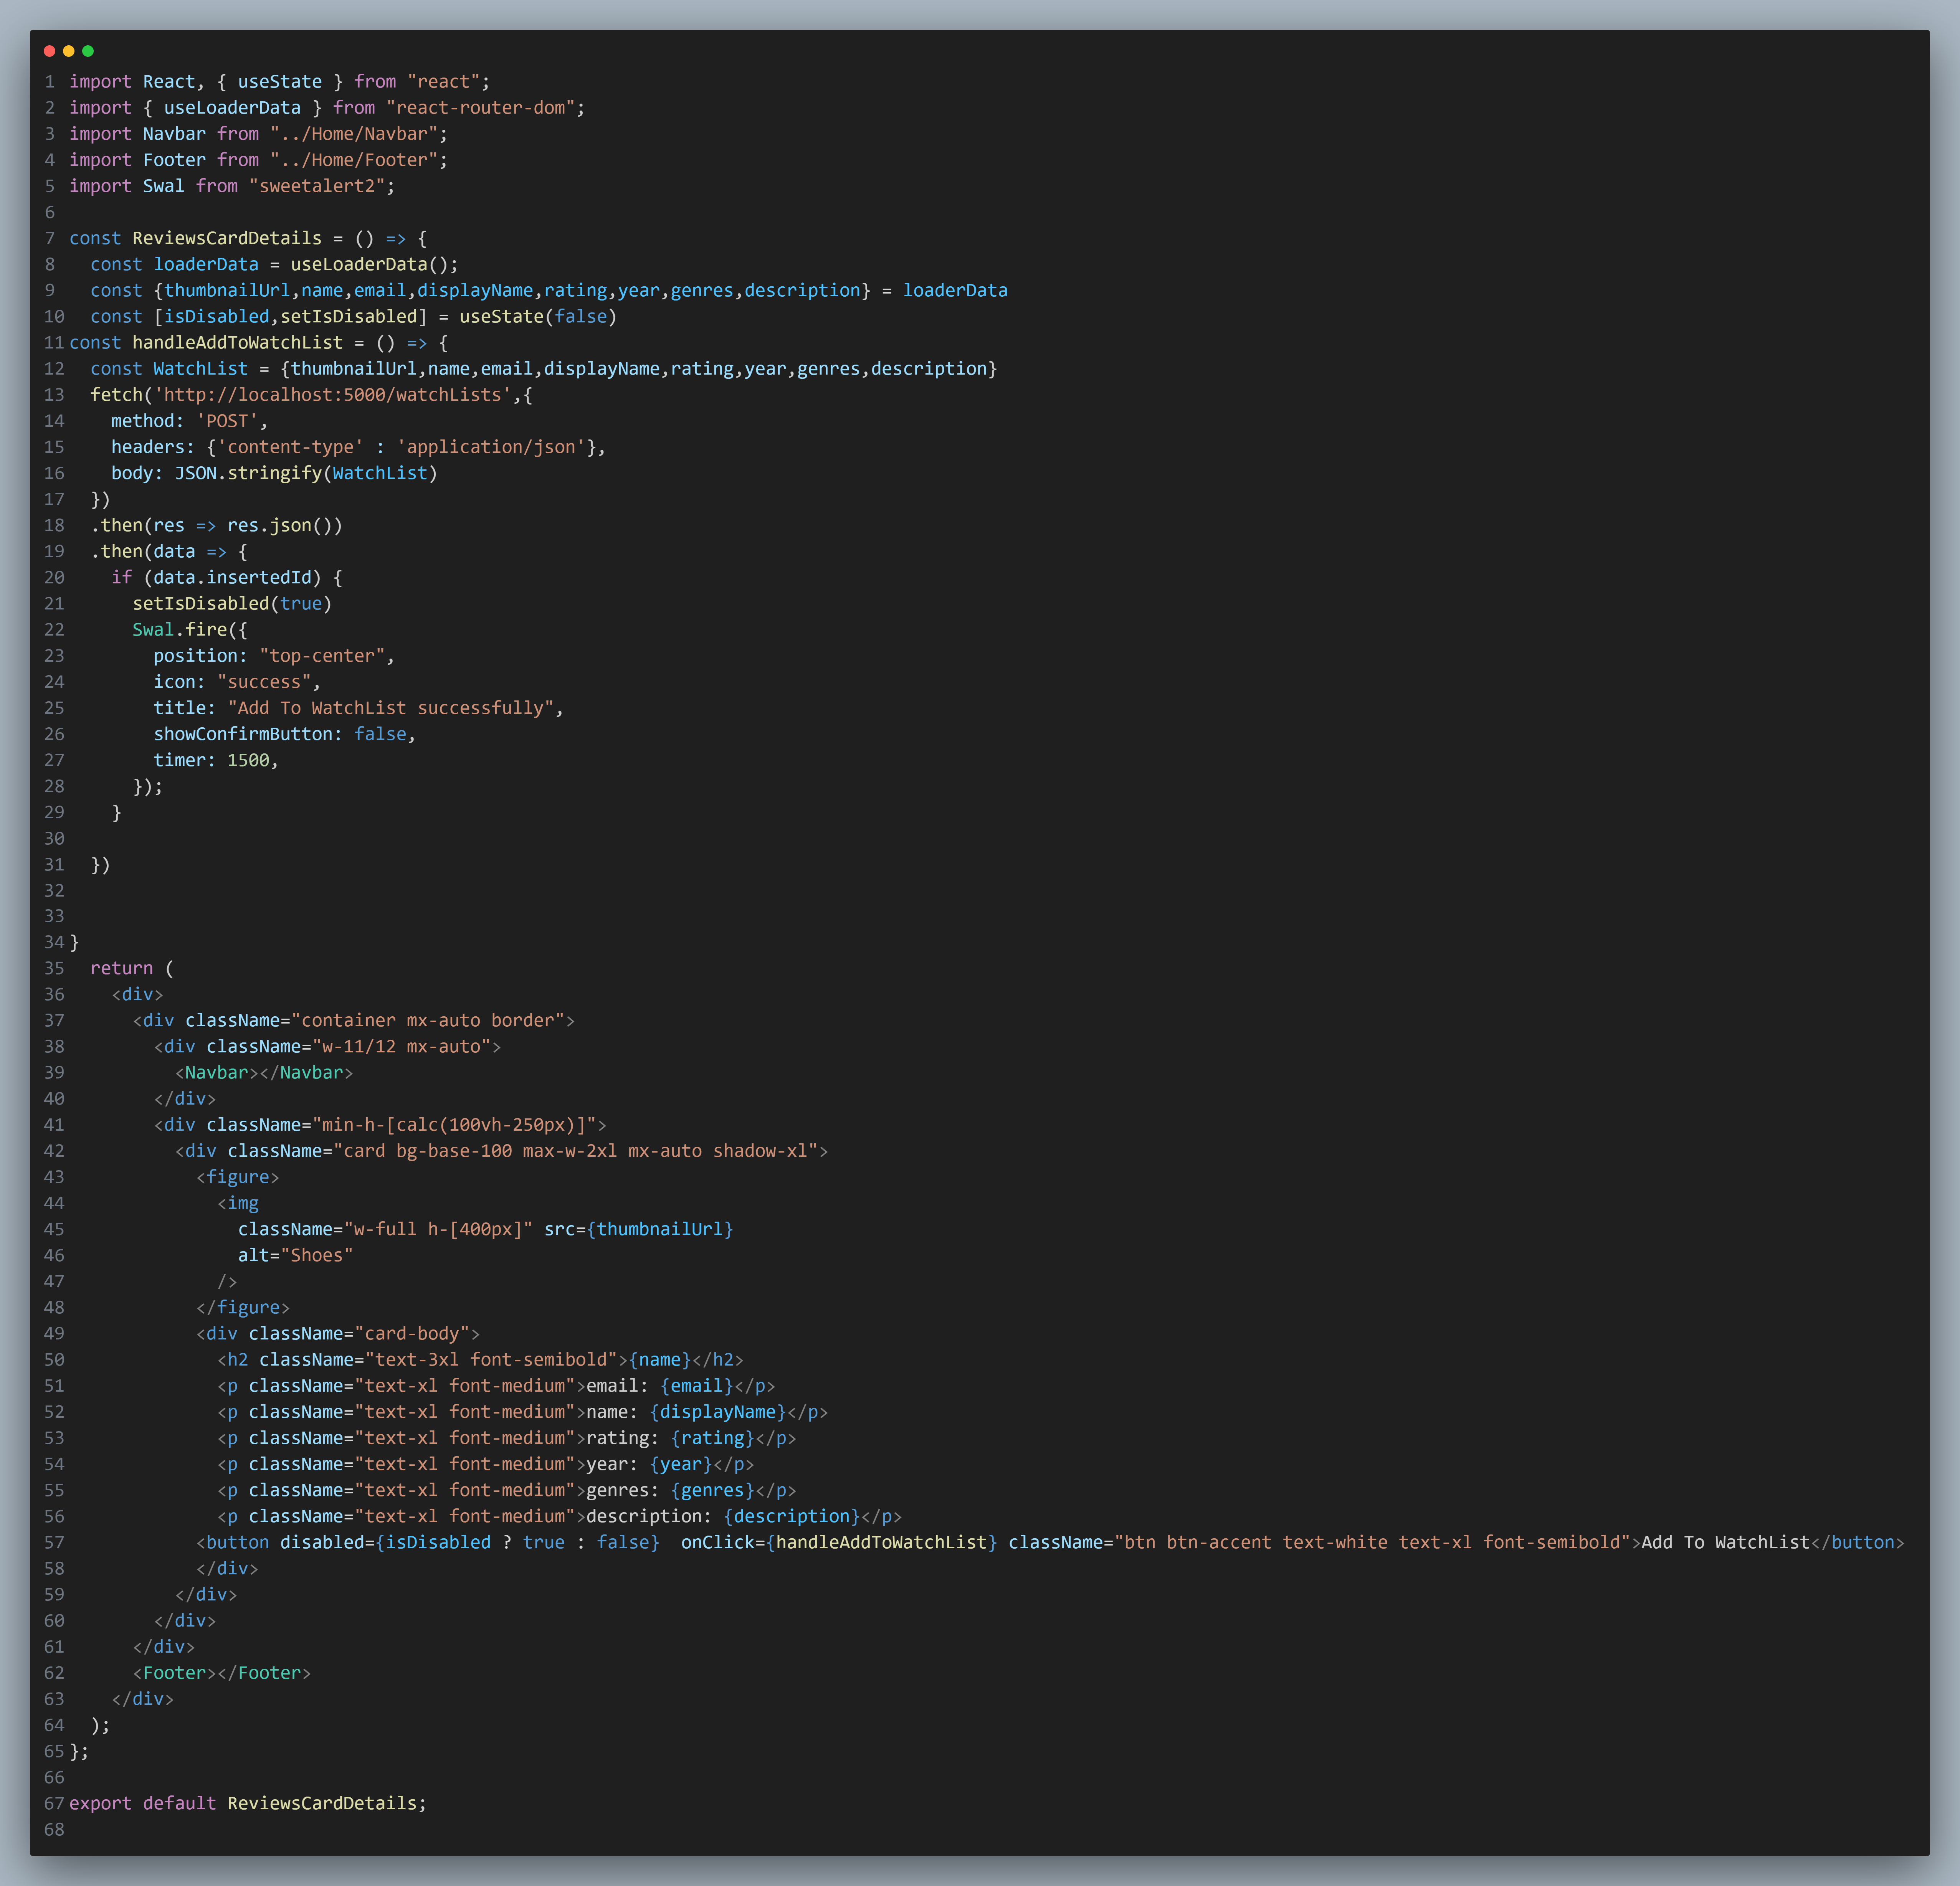 1 import React, { useState } from "react";
2 import { useLoaderData } from "react-router-dom";
3 import Navbar from "../Home/Navbar";
4 import Footer from "../Home/Footer";
5 import Swal from "sweetalert2";
6
7 const ReviewsCardDetails = () => {
8   const loaderData = useLoaderData();
9   const {thumbnailUrl,name,email,displayName,rating,year,genres,description} = loaderData
10   const [isDisabled,setIsDisabled] = useState(false)
11 const handleAddToWatchList = () => {
12   const WatchList = {thumbnailUrl,name,email,displayName,rating,year,genres,description}
13   fetch('http://localhost:5000/watchLists',{
14     method: 'POST',
15     headers: {'content-type' : 'application/json'},
16     body: JSON.stringify(WatchList)
17   })
18   .then(res => res.json())
19   .then(data => {
20     if (data.insertedId) {
21       setIsDisabled(true)
22       Swal.fire({
23         position: "top-center",
24         icon: "success",
25         title: "Add To WatchList successfully",
26         showConfirmButton: false,
27         timer: 1500,
28       });
29     }
30
31   })
32
33
34 }
35   return (
36     <div>
37       <div className="container mx-auto border">
38         <div className="w-11/12 mx-auto">
39           <Navbar></Navbar>
40         </div>
41         <div className="min-h-[calc(100vh-250px)]">
42           <div className="card bg-base-100 max-w-2xl mx-auto shadow-xl">
43             <figure>
44               <img
45                 className="w-full h-[400px]" src={thumbnailUrl}
46                 alt="Shoes"
47               />
48             </figure>
49             <div className="card-body">
50               <h2 className="text-3xl font-semibold">{name}</h2>
51               <p className="text-xl font-medium">email: {email}</p>
52               <p className="text-xl font-medium">name: {displayName}</p>
53               <p className="text-xl font-medium">rating: {rating}</p>
54               <p className="text-xl font-medium">year: {year}</p>
55               <p className="text-xl font-medium">genres: {genres}</p>
56               <p className="text-xl font-medium">description: {description}</p>
57             <button disabled={isDisabled ? true : false}  onClick={handleAddToWatchList} className="btn btn-accent text-white text-xl font-semibold">Add To WatchList</button>
58             </div>
59           </div>
60         </div>
61       </div>
62       <Footer></Footer>
63     </div>
64   );
65 };
66
67 export default ReviewsCardDetails;
68